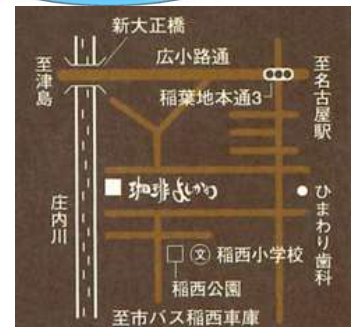 新大正橋
広小路通
至津島
至名古屋駅
稲葉地本通3
庄内川
珈琲よしかわ
ひまわり歯科
文 稲西小学校
稲西公園
至市バス稲西車庫